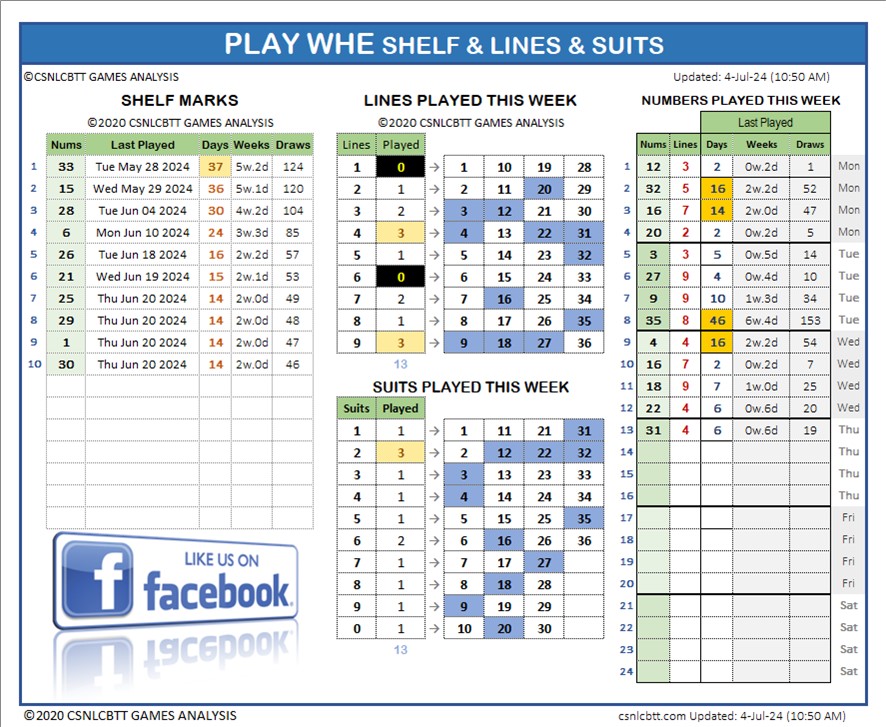 PLAY WHE SHELF & LINES & SUITS
©CSNLCBTT GAMES ANALYSIS
Updated: 4-Jul-24 (10:50 AM)
SHELF MARKS
©2020 CSNLCBTT GAMES ANALYSIS
Nums Last Played Days Weeks Draws
1 33 Tue May 28 2024 37 5w.2d 124
2 15 Wed May 29 2024 36 5w.1d 120
3 28 Tue Jun 04 2024 30 4w.2d 104
4 6 Mon Jun 10 2024 24 3w.3d 85
5 26 Tue Jun 18 2024 16 2w.2d 57
6 21 Wed Jun 19 2024 15 2w.1d 53
7 25 Thu Jun 20 2024 14 2w.0d 49
8 29 Thu Jun 20 2024 14 2w.0d 48
9 1 Thu Jun 20 2024 14 2w.0d 47
10 30 Thu Jun 20 2024 14 2w.0d 46
LIKE US ON
facebook.
LINES PLAYED THIS WEEK
©2020 CSNLCBTT GAMES ANALYSIS
Lines Played
1 0 → 1 10 19 28
2 1 → 2 11 20 29
3 2 → 3 12 21 30
4 3 → 4 13 22 31
5 1 → 5 14 23 32
6 0 → 6 15 24 33
7 2 → 7 16 25 34
8 1 → 8 17 26 35
9 3 → 9 18 27 36
13
SUITS PLAYED THIS WEEK
Suits Played
1 1 → 1 11 21 31
2 3 → 2 12 22 32
3 1 → 3 13 23 33
4 1 → 4 14 24 34
5 1 → 5 15 25 35
6 2 → 6 16 26 36
7 1 → 7 17 27
8 1 → 8 18 28
9 1 → 9 19 29
0 1 → 10 20 30
13
NUMBERS PLAYED THIS WEEK
Last Played
Nums Lines Days Weeks Draws
1 12 3 2 0w.2d 1 Mon
2 32 5 16 2w.2d 52 Mon
3 16 7 14 2w.0d 47 Mon
4 20 2 2 0w.2d 5 Mon
5 3 3 5 0w.5d 14 Tue
6 27 9 4 0w.4d 10 Tue
7 9 9 10 1w.3d 34 Tue
8 35 8 46 6w.4d 153 Tue
9 4 4 16 2w.2d 54 Wed
10 16 7 2 0w.2d 7 Wed
11 18 9 7 1w.0d 25 Wed
12 22 4 6 0w.6d 20 Wed
13 31 4 6 0w.6d 19 Thu
14 Thu
15 Thu
16 Thu
17 Fri
18 Fri
19 Fri
20 Fri
21 Sat
22 Sat
23 Sat
24 Sat
©2020 CSNLCBTT GAMES ANALYSIS
csnlcbtt.com Updated: 4-Jul-24 (10:50 AM)